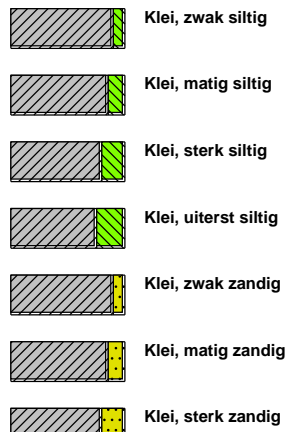 Klei, zwak siltig
Klei, matig siltig
Klei, sterk siltig
Klei, uiterst siltig
Klei, zwak zandig
Klei, matig zandig
Klei, sterk zandig